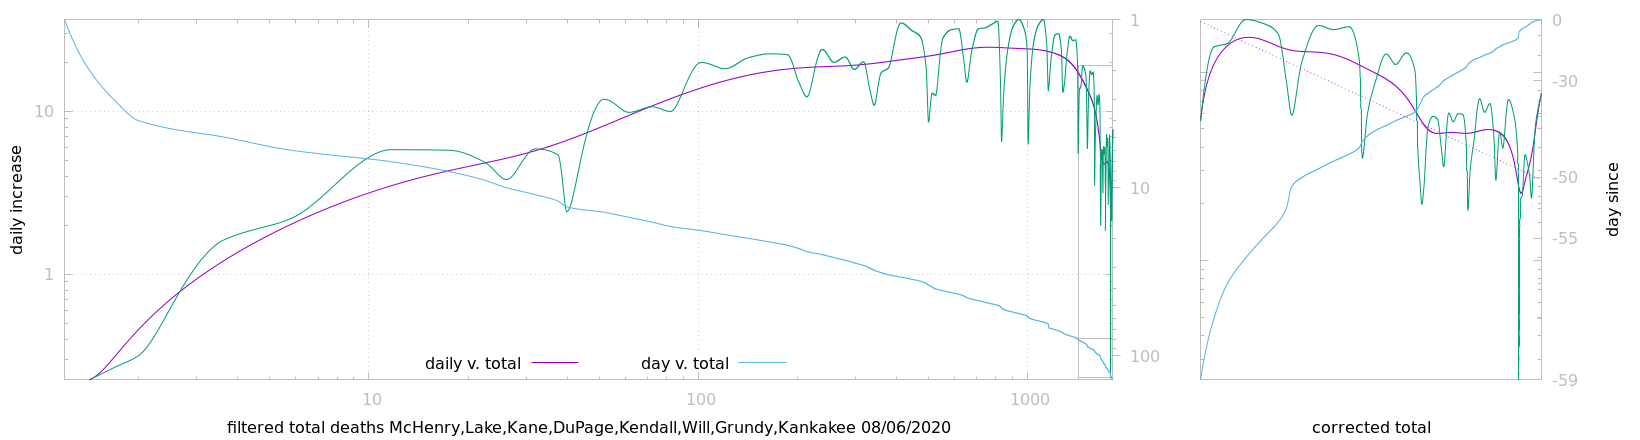 daily increase
10
1
daily v. total
day v. total
1
10
100
10
100
1000
filtered total deaths McHenry,Lake,Kane,DuPage,Kendall,Will,Grundy,Kankakee 08/06/2020
0
-30
-50
-55
-59
day since
corrected total